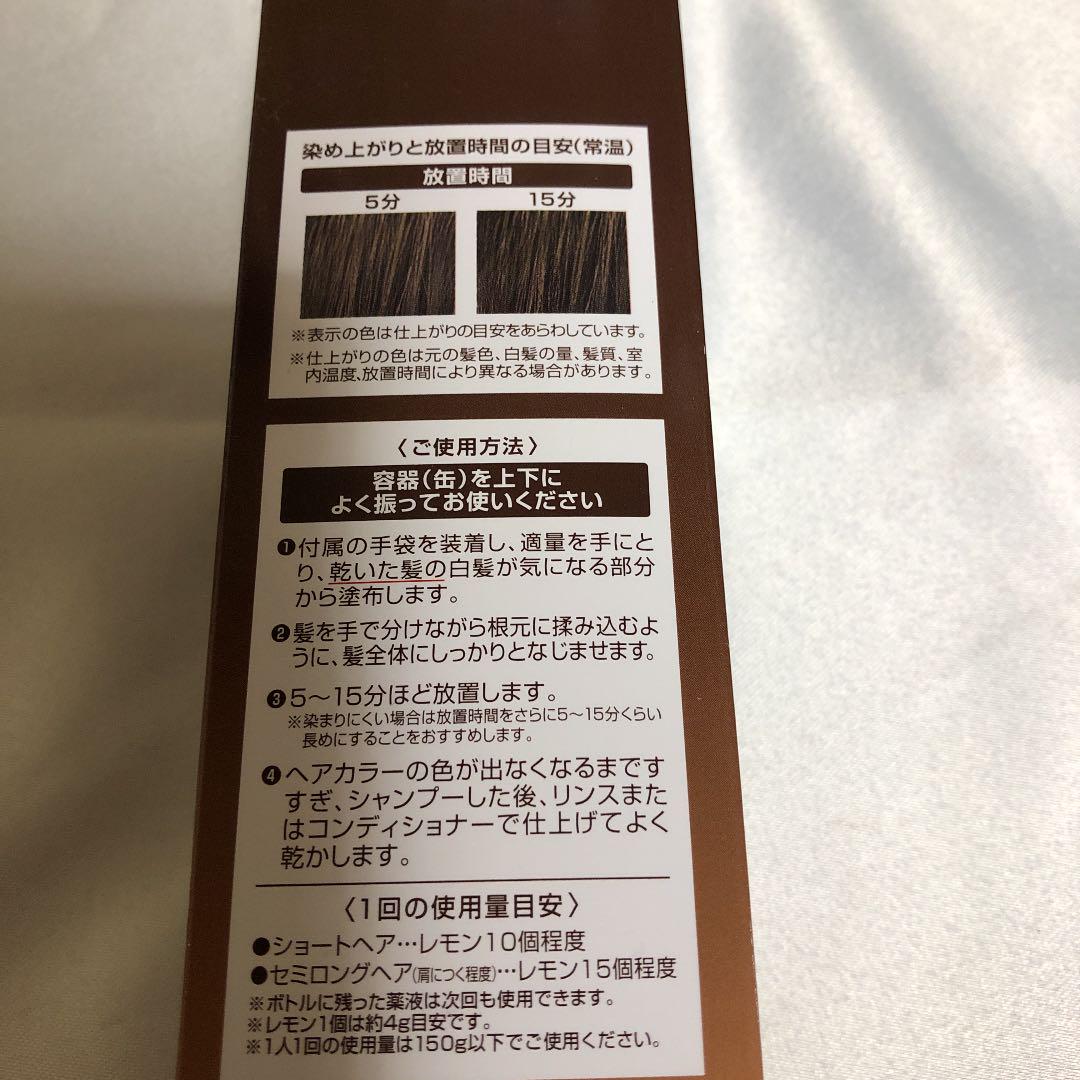 染め上がりと放置時間の目安(常温)
放置時間
5分 15分
※表示の色は仕上がりの目安をあらわしています。
※仕上がりの色は元の髪色、白髪の量、髪質、室
内温度、放置時間により異なる場合があります。
〈ご使用方法〉
容器(缶)を上下に
よく振ってお使いください
❶付属の手袋を装着し、適量を手にと
り、乾いた髪の白髪が気になる部分
から塗布します。
❷髪を手で分けながら根元に揉み込むよ
うに、髪全体にしっかりとなじませます。
❸5〜15分ほど放置します。
※染まりにくい場合は放置時間をさらに5〜15分くらい
長めにすることをおすすめします。
❹ヘアカラーの色が出なくなるまです
すぎ、シャンプーした後、リンスまた
はコンディショナーで仕上げてよく
乾かします。
〈1回の使用量目安〉
●ショートヘア…レモン10個程度
●セミロングヘア(肩につく程度)…レモン15個程度
※ボトルに残った薬液は次回も使用できます。
※レモン1個は約4g目安です。
※1人1回の使用量は150g以下でご使用ください。